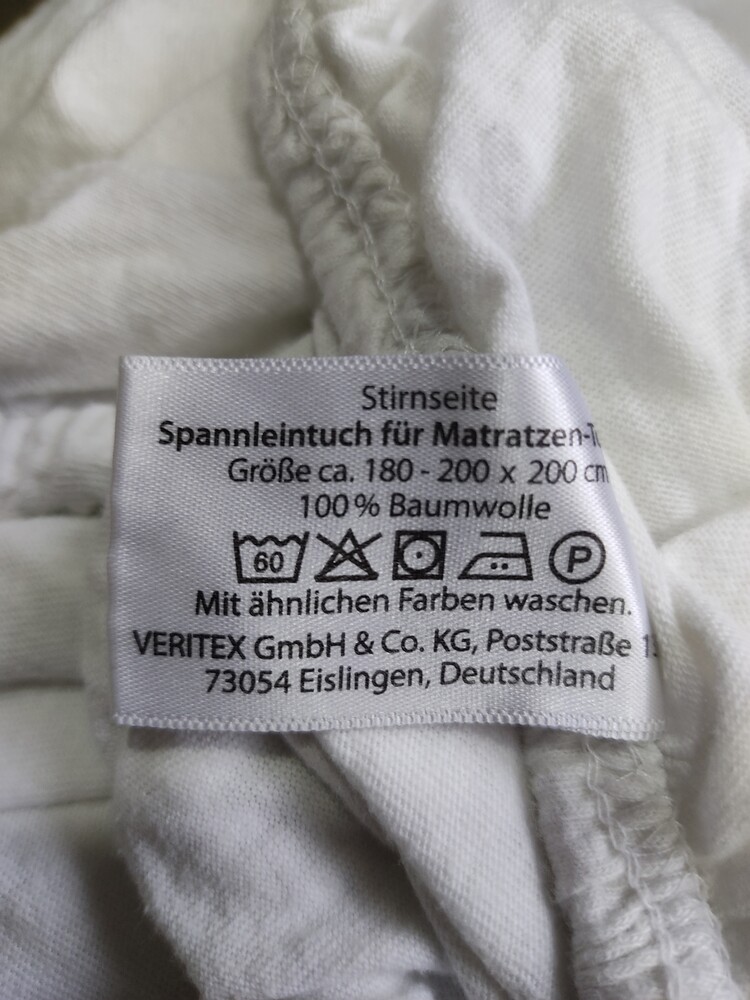 Stirnseite
Spannleintuch für Matratzen-
Größe ca. 180 - 200 x 200 cm
100 % Baumwolle
60 P
Mit ähnlichen Farben waschen.
VERITEX GmbH & Co. KG, Poststraße
73054 Eislingen, Deutschland